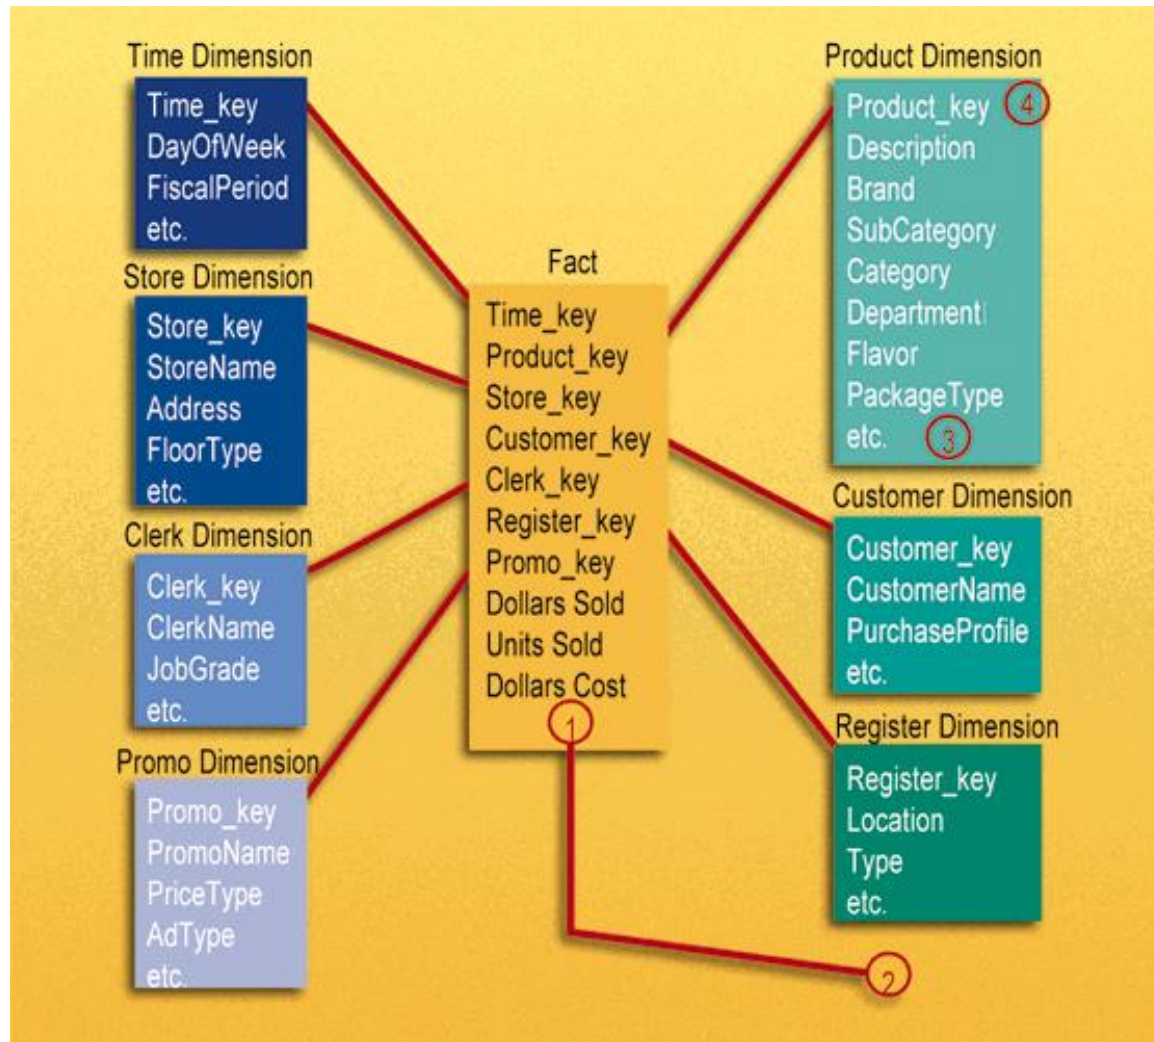 Time Dimension
Time_key
DayOfWeek
FiscalPeriod
etc.
Store Dimension
Store_key
StoreName
Address
FloorType
etc.
Clerk Dimension
Clerk_key
ClerkName
JobGrade
etc.
Promo Dimension
Promo_key
PromoName
PriceType
AdType
etc.
Fact
Time_key
Product_key
Store_key
Customer_key
Clerk_key
Register_key
Promo_key
Dollars Sold
Units Sold
Dollars Cost
1
2
Product Dimension
Product_key 4
Description
Brand
SubCategory
Category
Department
Flavor
PackageType
etc. 3
Customer Dimension
Customer_key
CustomerName
PurchaseProfile
etc.
Register Dimension
Register_key
Location
Type
etc.